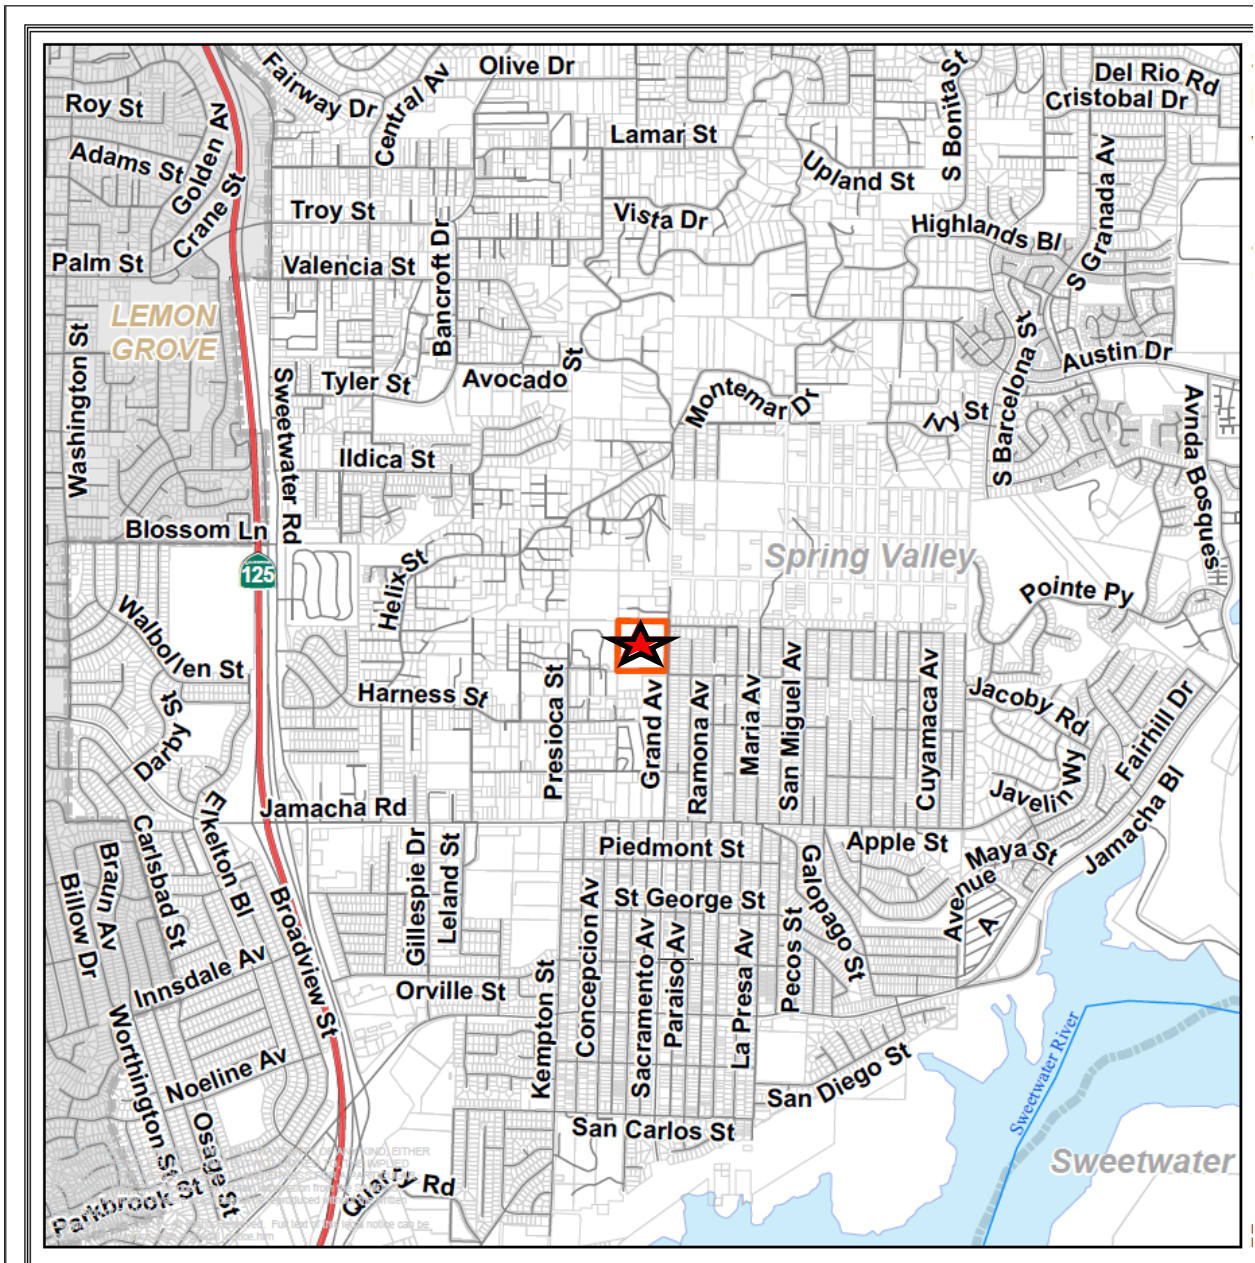 Olive Dr
Fairway Dr
Central Av
S Bonita St
Del Rio Rd
Cristobal Dr
Roy St
Golden Av
Lamar St
Adams St
Crane St
Upland St
S Granada Av
Troy St
Vista Dr
Bancroft Dr
Highlands Bl
Palm St
Valencia St
LEMON
GROVE
Washington St
Sweetwater Rd
Tyler St
Avocado St
Montemar Dr
S Barcelona St
Austin Dr
Ivy St
Avnda Bosques
Ildica St
Blossom Ln
125
Helix St
Spring Valley
Pointe Py
Walbollen St
Darby St
Harness St
Presioca St
Grand Av
Ramona Av
Maria Av
San Miguel Av
Cuyamaca Av
Jacoby Rd
Fairhill Dr
Javelin Wy
Jamacha Bl
Elkelton Bl
Jamacha Rd
Carlsbad St
Braun Av
Billow Dr
Gillespie Dr
Leland St
Piedmont St
Galopago St
Apple St
Maya St
St George St
Avenue A
Broadview St
Concepcion Av
Sacramento Av
Paraiso Av
La Presa Av
Pecos St
Innsdale Av
Orville St
Kempton St
Worthington St
Noeline Av
San Diego St
Sweetwater River
Osage St
San Carlos St
Sweetwater
Quarry Rd
Parkbrook St